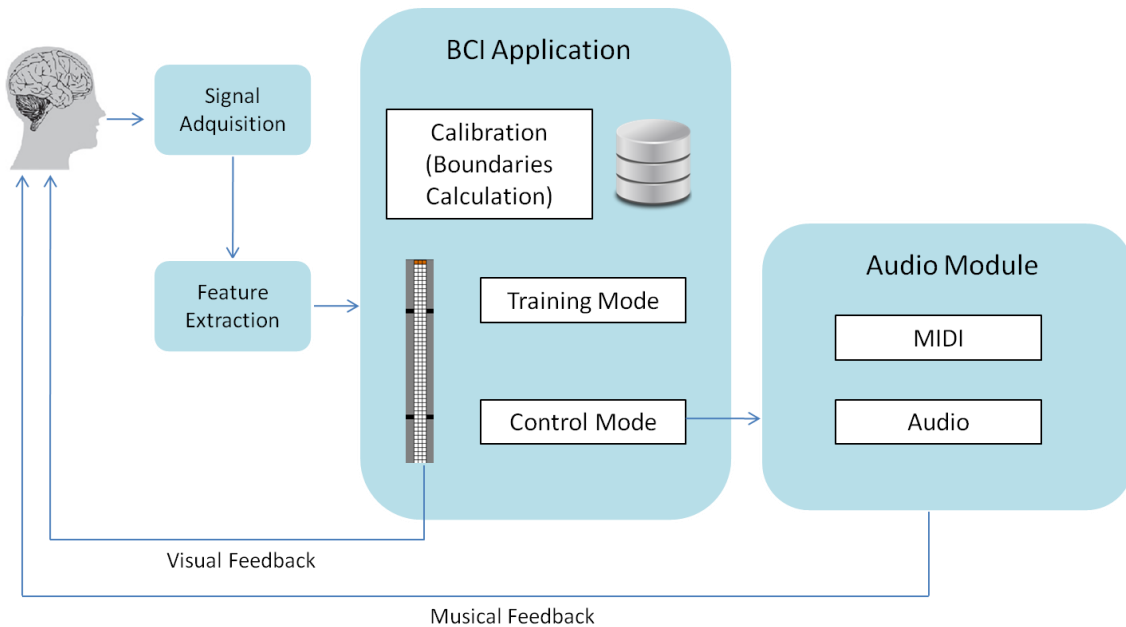 Signal
Adquisition
Feature
Extraction
BCI Application
Calibration
(Boundaries
Calculation)
Training Mode
Control Mode
Audio Module
MIDI
Audio
Visual Feedback
Musical Feedback